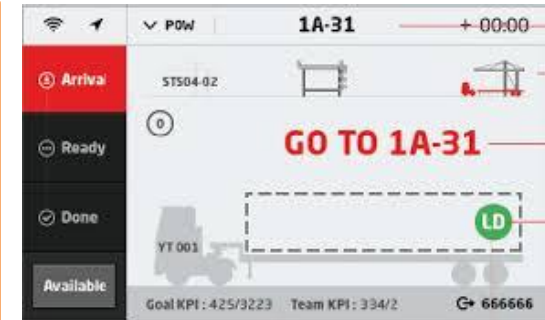 POW 1A-31 + 00:00
Arrival STS04-02
0
Ready GO TO 1A-31
Done LD
YT 001
Available
Goal KPI : 425/3223 Team KPI : 334/2 666666